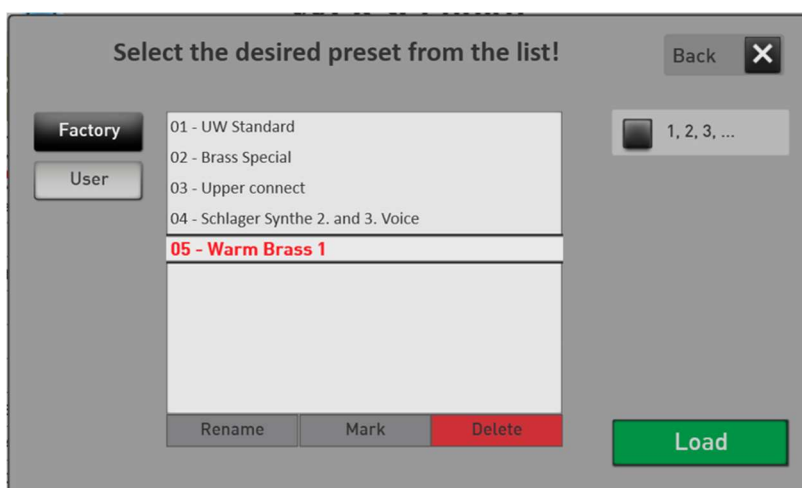 Select the desired preset from the list!
Back
Factory
User
01 - UW Standard
02 - Brass Special
03 - Upper connect
04 - Schlager Synthe 2. and 3. Voice
05 - Warm Brass 1
1, 2, 3, ...
Rename
Mark
Delete
Load